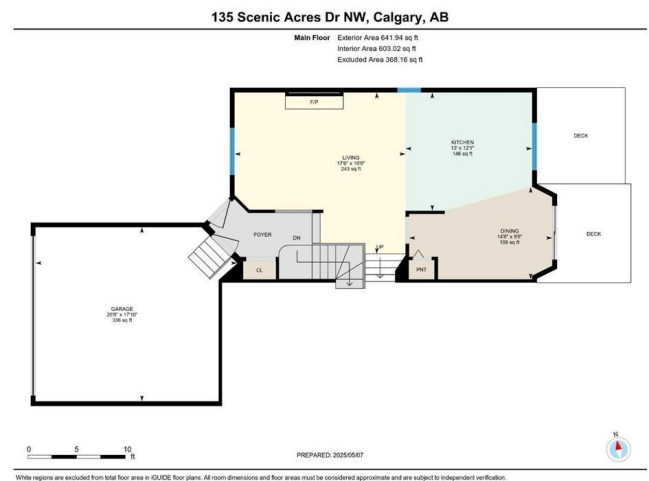 135 Scenic Acres Dr NW, Calgary, AB
Main Floor Exterior Area 641.94 sq ft
Interior Area 603.02 sq ft
Excluded Area 368.16 sq ft
F/P
DECK
KITCHEN
13' x 12'1"
146 sq ft
LIVING
17'6" x 16'6"
243 sq ft
FOYER
DN
UP
DINING
14'9" x 9'5"
108 sq ft
DECK
CL
PNT
GARAGE
20'8" x 17'10"
336 sq ft
N
0 5 10
ft
PREPARED: 2025/05/07
White regions are excluded from total floor area in iGUIDE floor plans. All room dimensions and floor areas must be considered approximate and are subject to independent verification.